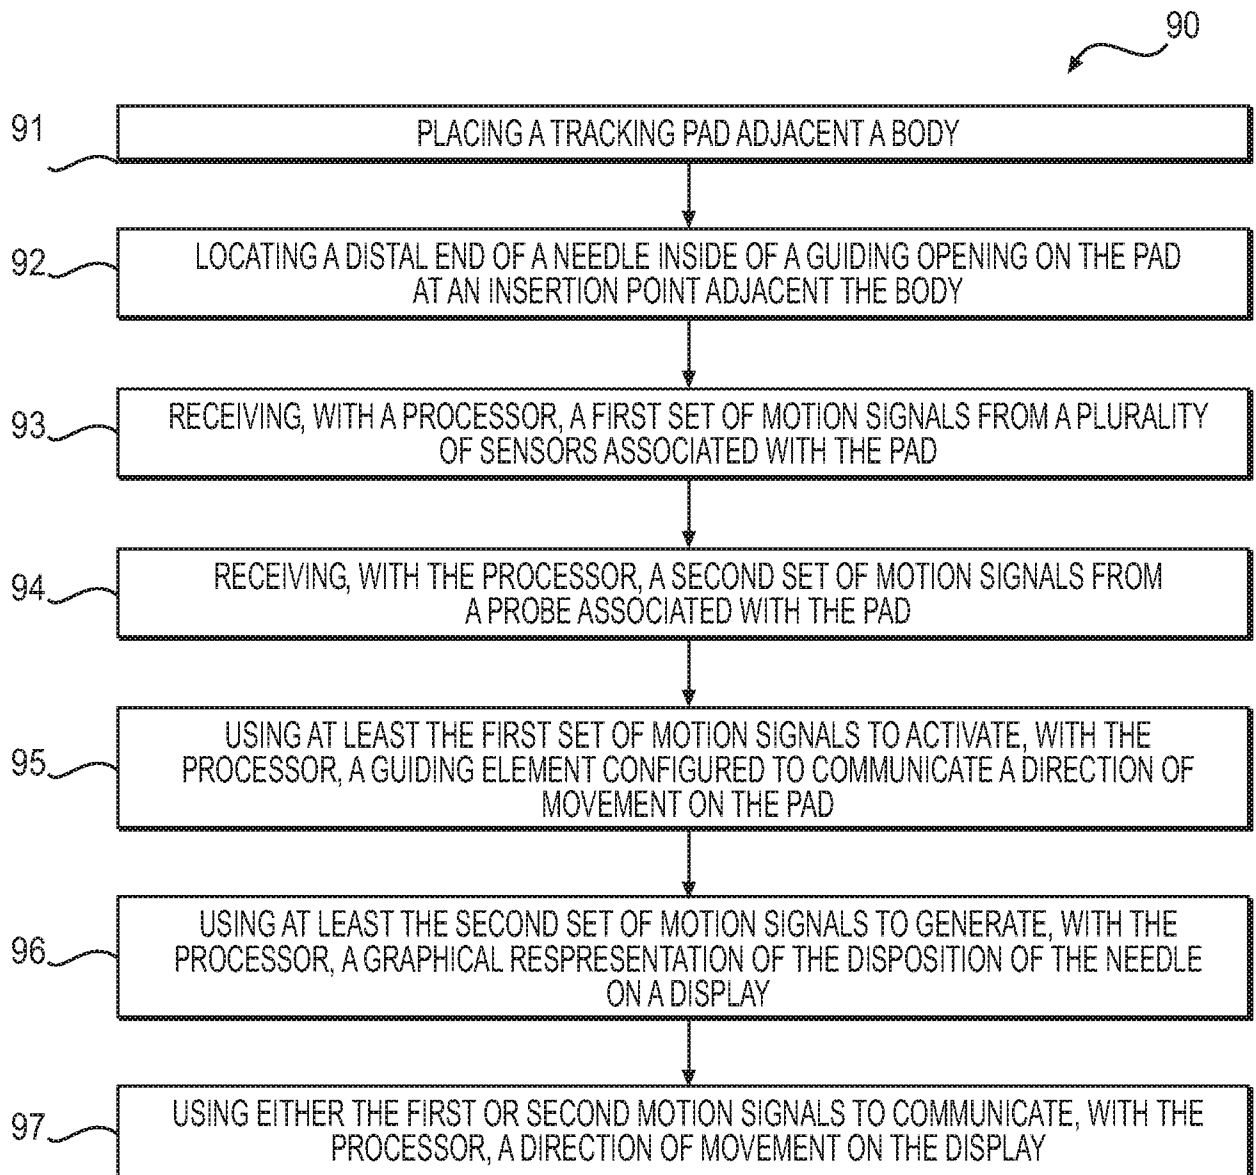 90
91
PLACING A TRACKING PAD ADJACENT A BODY
92
LOCATING A DISTAL END OF A NEEDLE INSIDE OF A GUIDING OPENING ON THE PAD
AT AN INSERTION POINT ADJACENT THE BODY
93
RECEIVING, WITH A PROCESSOR, A FIRST SET OF MOTION SIGNALS FROM A PLURALITY
OF SENSORS ASSOCIATED WITH THE PAD
94
RECEIVING, WITH THE PROCESSOR, A SECOND SET OF MOTION SIGNALS FROM
A PROBE ASSOCIATED WITH THE PAD
95
USING AT LEAST THE FIRST SET OF MOTION SIGNALS TO ACTIVATE, WITH THE
PROCESSOR, A GUIDING ELEMENT CONFIGURED TO COMMUNICATE A DIRECTION OF
MOVEMENT ON THE PAD
96
USING AT LEAST THE SECOND SET OF MOTION SIGNALS TO GENERATE, WITH THE
PROCESSOR, A GRAPHICAL RESPRESENTATION OF THE DISPOSITION OF THE NEEDLE
ON A DISPLAY
97
USING EITHER THE FIRST OR SECOND MOTION SIGNALS TO COMMUNICATE, WITH THE
PROCESSOR, A DIRECTION OF MOVEMENT ON THE DISPLAY